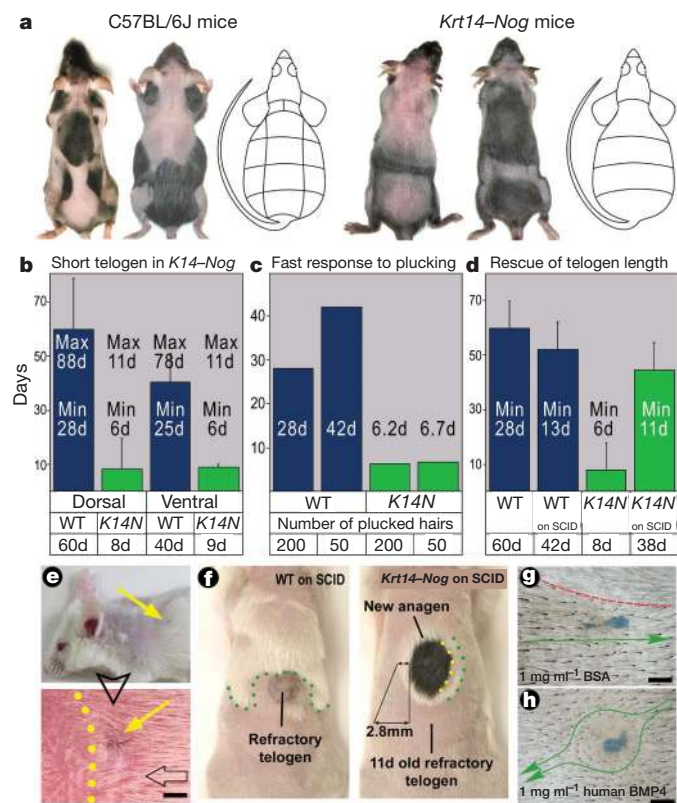 a
C57BL/6J mice
Krt14–Nog mice
b Short telogen in K14–Nog
c Fast response to plucking
d Rescue of telogen length
Days
70
50
30
10
Max
88d
Min
28d
Max
11d
Min
6d
Max
78d
Min
25d
Max
11d
Min
6d
Dorsal Ventral
WT K14N WT K14N
60d 8d 40d 9d
40
30
20
10
28d 42d 6.2d 6.7d
WT K14N
Number of plucked hairs
200 50 200 50
70
50
30
10
Min
28d
Min
13d
Min
6d
Min
11d
WT WT K14N K14N
on SCID on SCID
60d 42d 8d 38d
e
f
WT on SCID
Refractory
telogen
Krt14–Nog on SCID
New anagen
2.8mm
11d old refractory
telogen
g
1 mg ml⁻¹ BSA
h
1 mg ml⁻¹ human BMP4